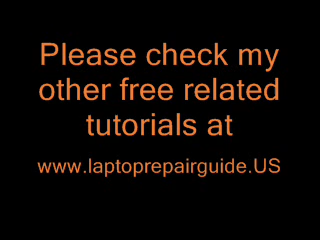 Please check my
other free related
tutorials at
www.laptoprepairguide.US